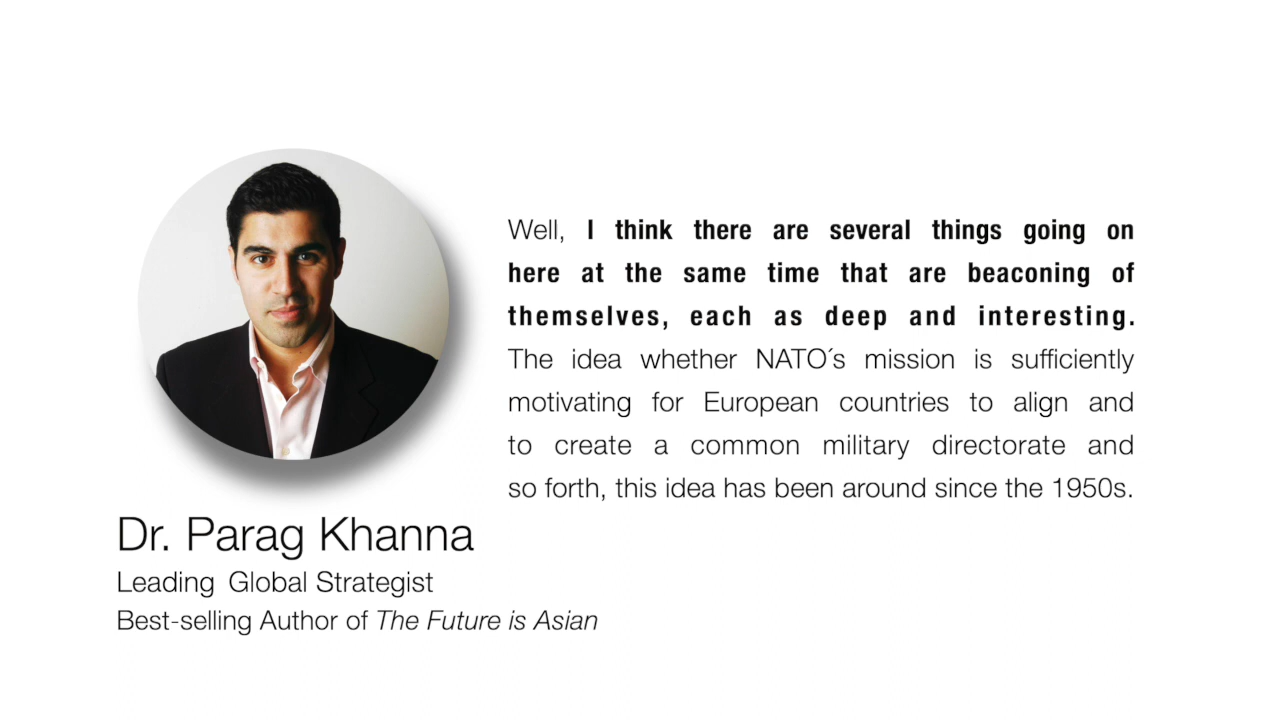 Well, I think there are several things going on
here at the same time that are beaconing of
themselves, each as deep and interesting.
The idea whether NATO´s mission is sufficiently
motivating for European countries to align and
to create a common military directorate and
so forth, this idea has been around since the 1950s.
Dr. Parag Khanna
Leading Global Strategist
Best-selling Author of The Future is Asian